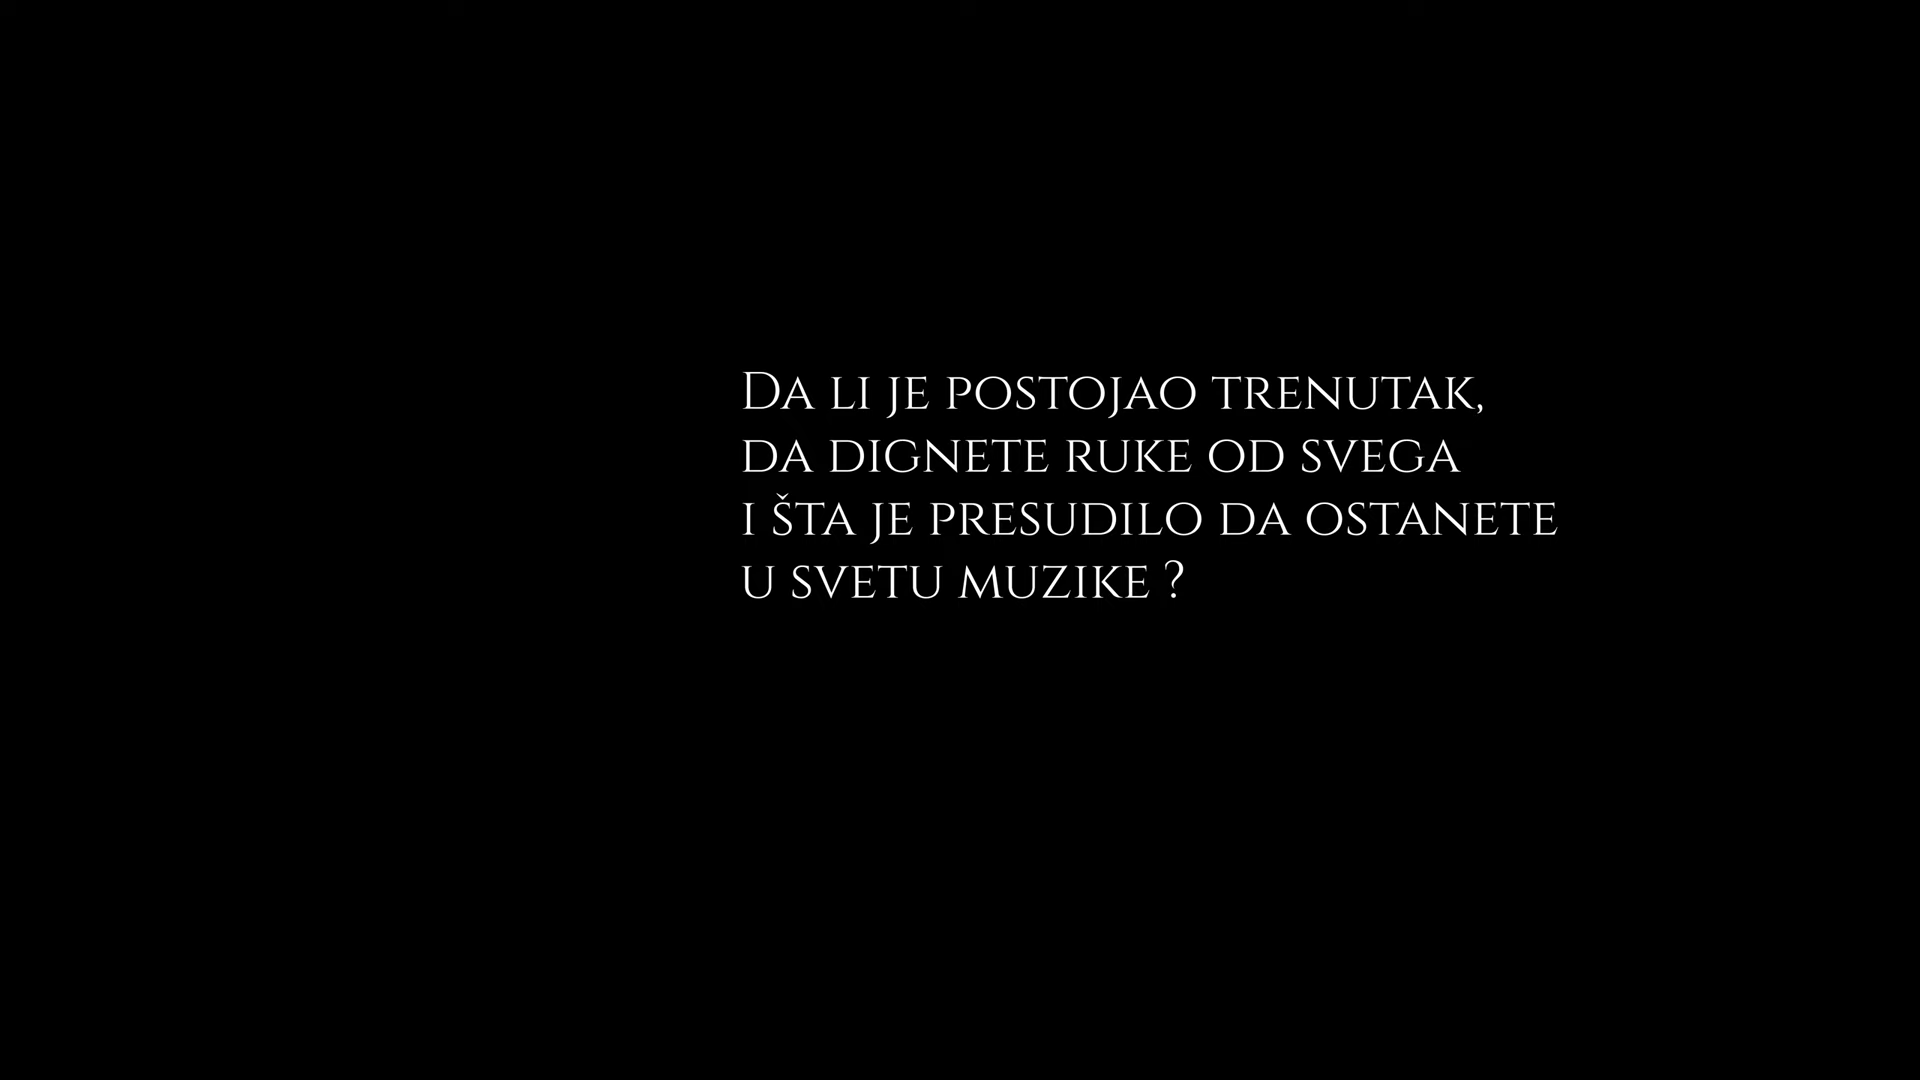 Da li je postojao trenutak,
da dignete ruke od svega
i šta je presudilo da ostanete
u svetu muzike ?